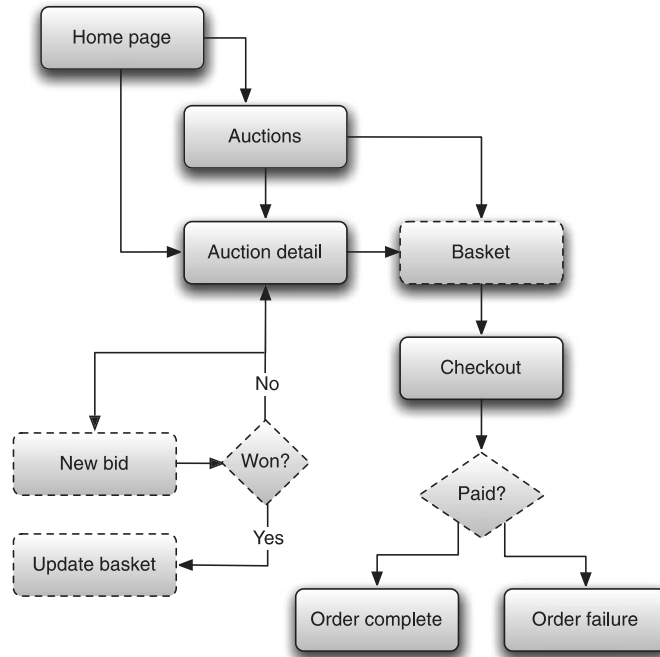 Home page
Auctions
Auction detail
Basket
Checkout
No
New bid
Won?
Paid?
Yes
Update basket
Order complete
Order failure